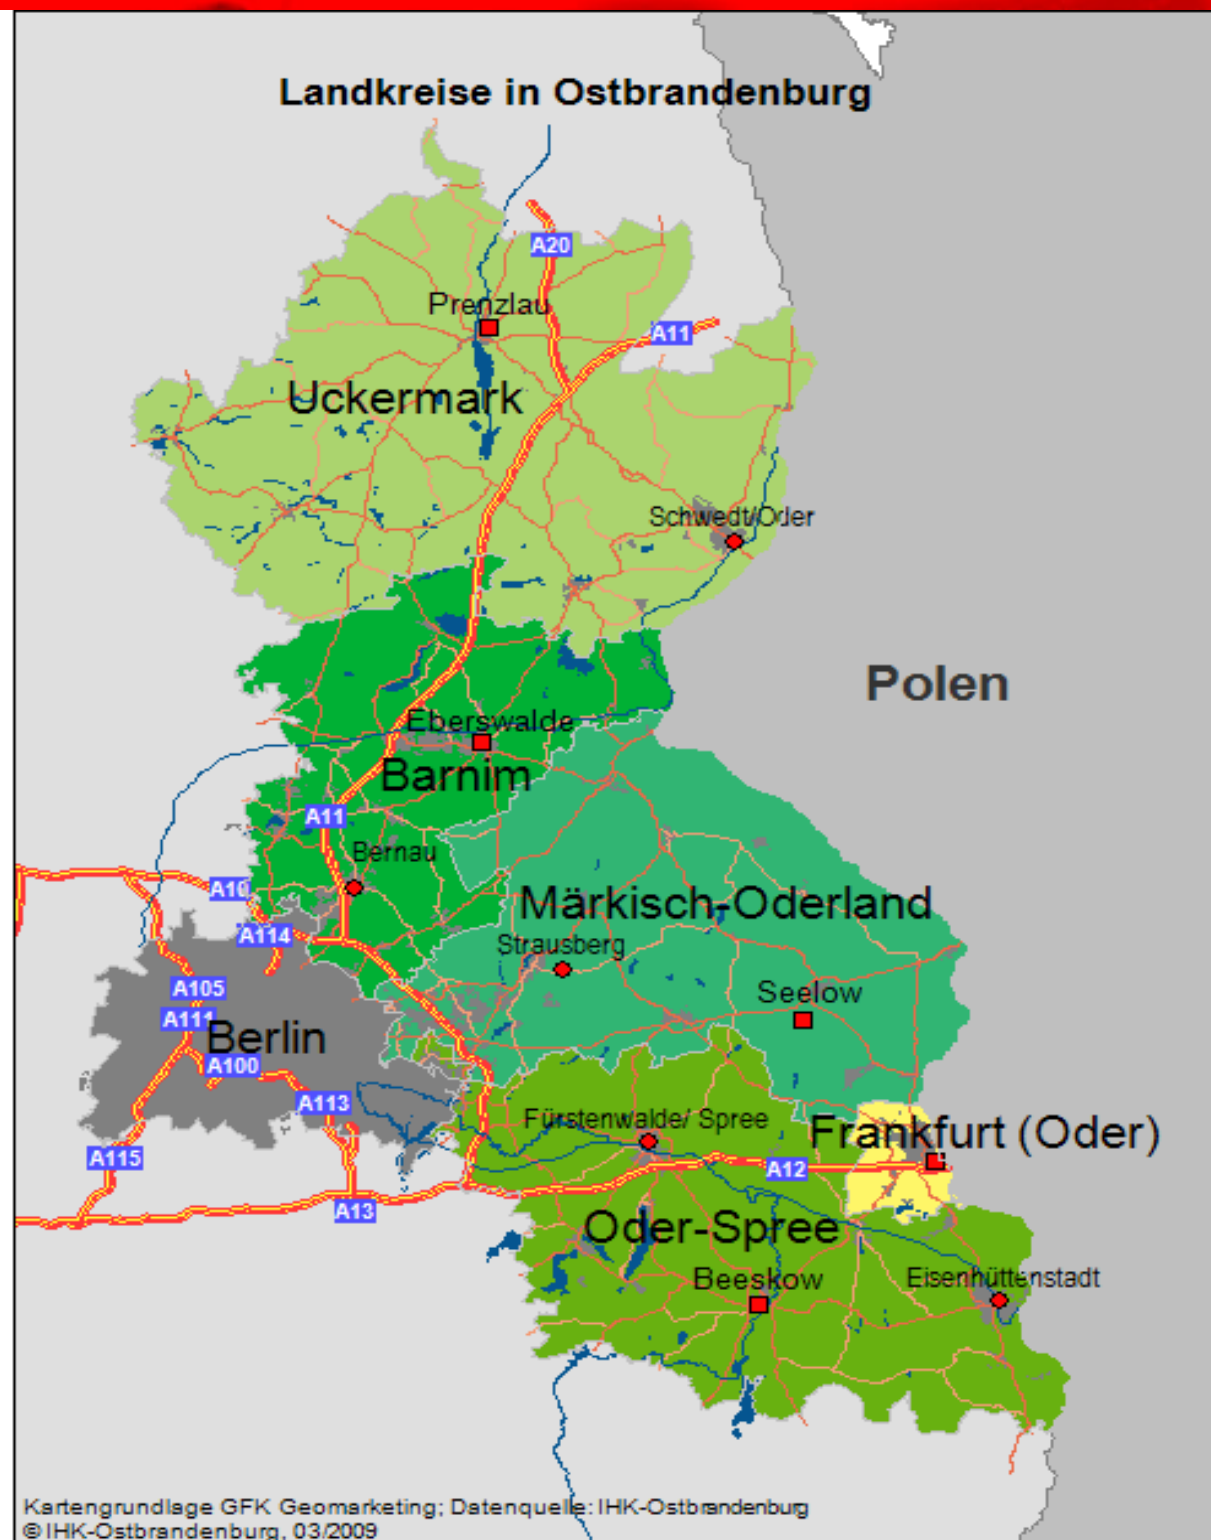 Landkreise in Ostbrandenburg
A20
Prenzlau
A11
Uckermark
Schwedt/Oder
Polen
Eberswalde
Barnim
A11
Bernau
A10
Märkisch-Oderland
A114
Strausberg
A105
Seelow
A111
Berlin
A100
A113
Fürstenwalde/ Spree
Frankfurt (Oder)
A115
A12
A13
Oder-Spree
Beeskow
Eisenhüttenstadt
Kartengrundlage GFK Geomarketing; Datenquelle: IHK-Ostbrandenburg
© IHK-Ostbrandenburg, 03/2009